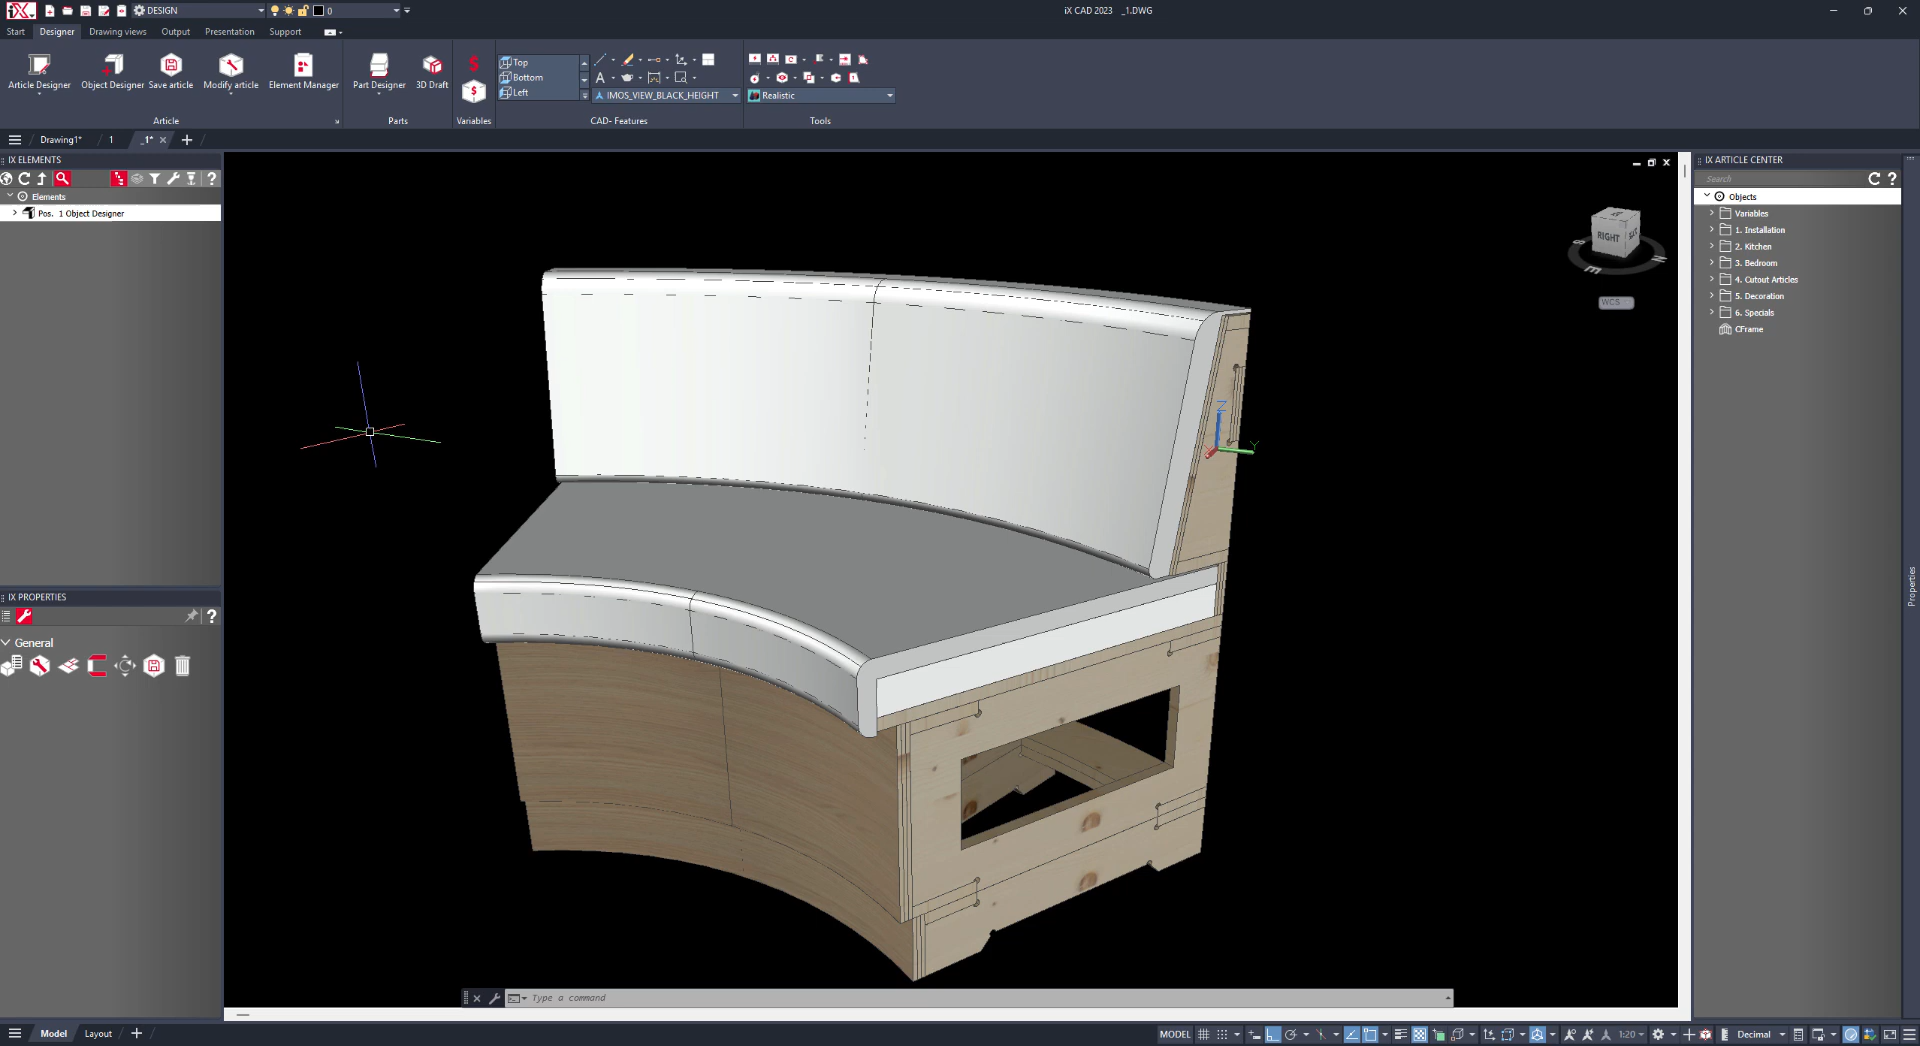 iX
DESIGN
0
iX CAD 2023 _1.DWG
Start Designer Drawing views Output Presentation Support
Article Designer
Object Designer
Save article
Modify article
Element Manager
Part Designer
3D Draft
Top
Bottom
Left
A
IMOS_VIEW_BLACK_HEIGHT
Realistic
Article
Parts
Variables
CAD- Features
Tools
Drawing1* 1 _1*
IX ELEMENTS
Elements
Pos. 1 Object Designer
IX PROPERTIES
General
RIGHT
E
N
WCS
Z
Y
IX ARTICLE CENTER
Search
Objects
Variables
1. Installation
2. Kitchen
3. Bedroom
4. Cutout Articles
5. Decoration
6. Specials
CFrame
Properties
Type a command
Model Layout
MODEL
1:20
Decimal